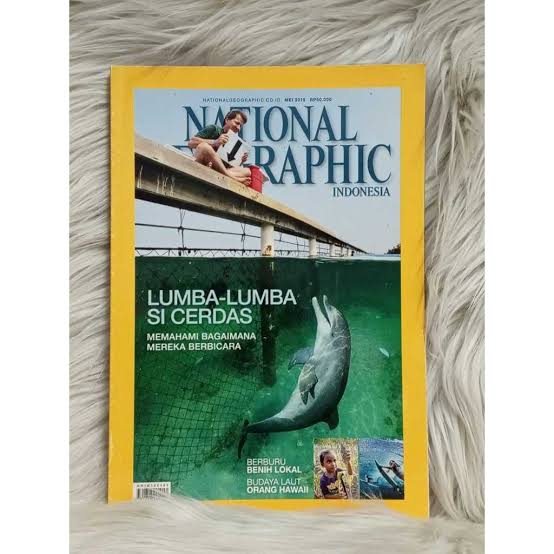 NATIONALGEOGRAPHIC.CO.ID MEI 2015 RP50.000
NATIONAL
GEOGRAPHIC
INDONESIA
LUMBA-LUMBA
SI CERDAS
MEMAHAMI BAGAIMANA
MEREKA BERBICARA
BERBURU
BENIH LOKAL
BUDAYA LAUT
ORANG HAWAII